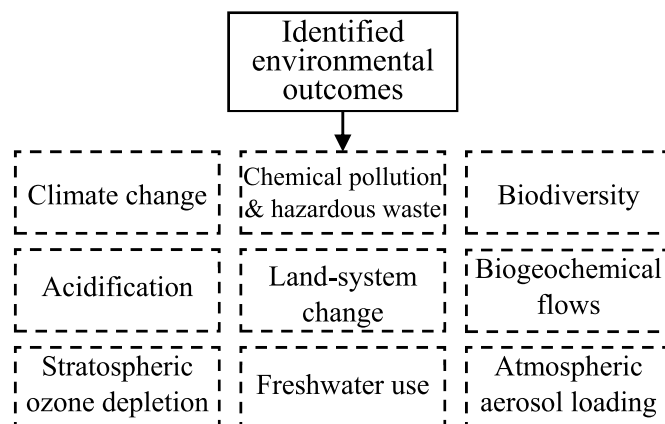 Identified
environmental
outcomes
Climate change
Chemical pollution
& hazardous waste
Biodiversity
Acidification
Land-system
change
Biogeochemical
flows
Stratospheric
ozone depletion
Freshwater use
Atmospheric
aerosol loading